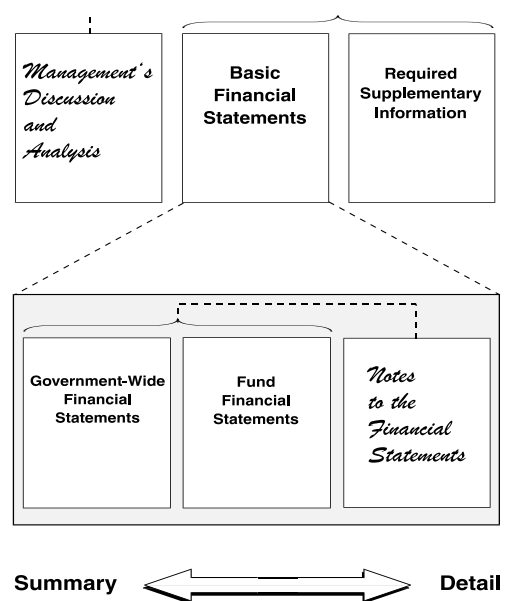 Management's
Discussion
and
Analysis
Basic
Financial
Statements
Required
Supplementary
Information
Government-Wide
Financial
Statements
Fund
Financial
Statements
Notes
to the
Financial
Statements
Summary
Detail